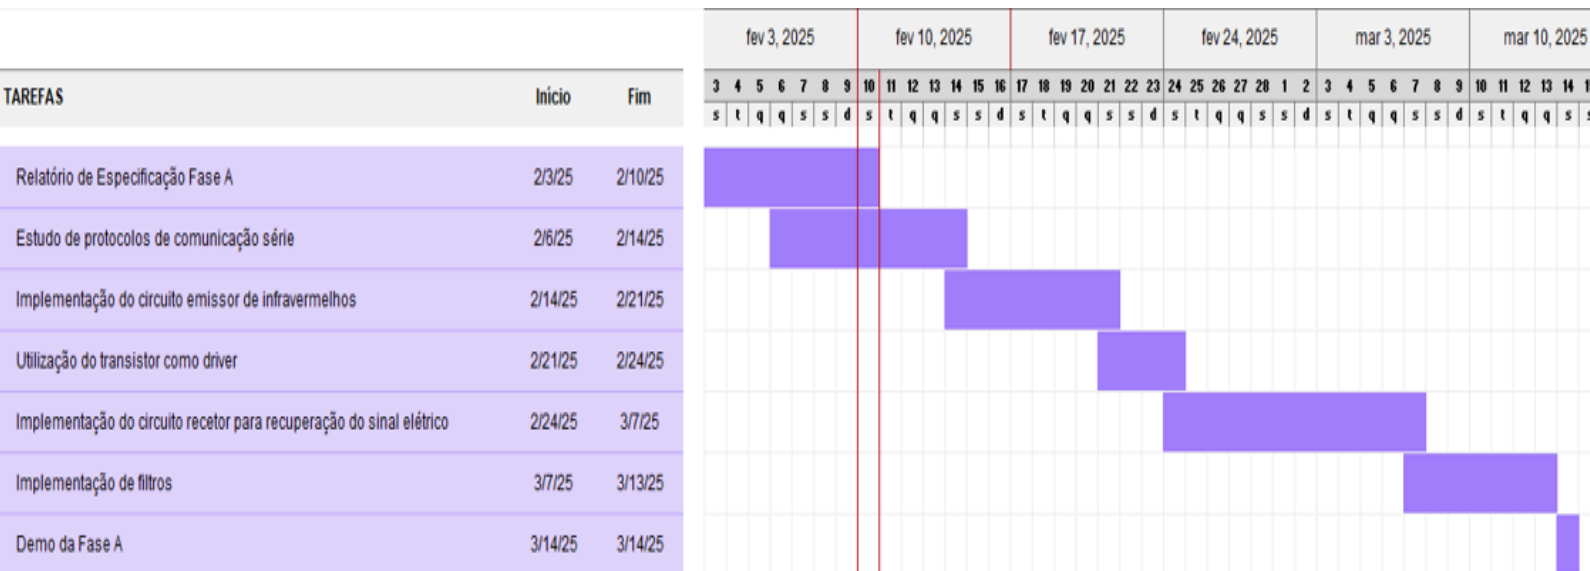 fev 3, 2025 fev 10, 2025 fev 17, 2025 fev 24, 2025 mar 3, 2025 mar 10, 2025
TAREFAS Início Fim 3 4 5 6 7 8 9 10 11 12 13 14 15 16 17 18 19 20 21 22 23 24 25 26 27 28 1 2 3 4 5 6 7 8 9 10 11 12 13 14
s t q q s s d s t q q s s d s t q q s s d s t q q s s d s t q q s s d s t q q s
Relatório de Especificação Fase A 2/3/25 2/10/25
Estudo de protocolos de comunicação série 2/6/25 2/14/25
Implementação do circuito emissor de infravermelhos 2/14/25 2/21/25
Utilização do transistor como driver 2/21/25 2/24/25
Implementação do circuito recetor para recuperação do sinal elétrico 2/24/25 3/7/25
Implementação de filtros 3/7/25 3/13/25
Demo da Fase A 3/14/25 3/14/25